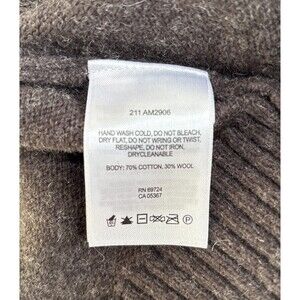 211 AM2906
HAND WASH COLD, DO NOT BLEACH,
DRY FLAT, DO NOT WRING OR TWIST,
RESHAPE, DO NOT IRON,
DRYCLEANABLE
BODY: 70% COTTON, 30% WOOL
RN 69724
CA 05367
P